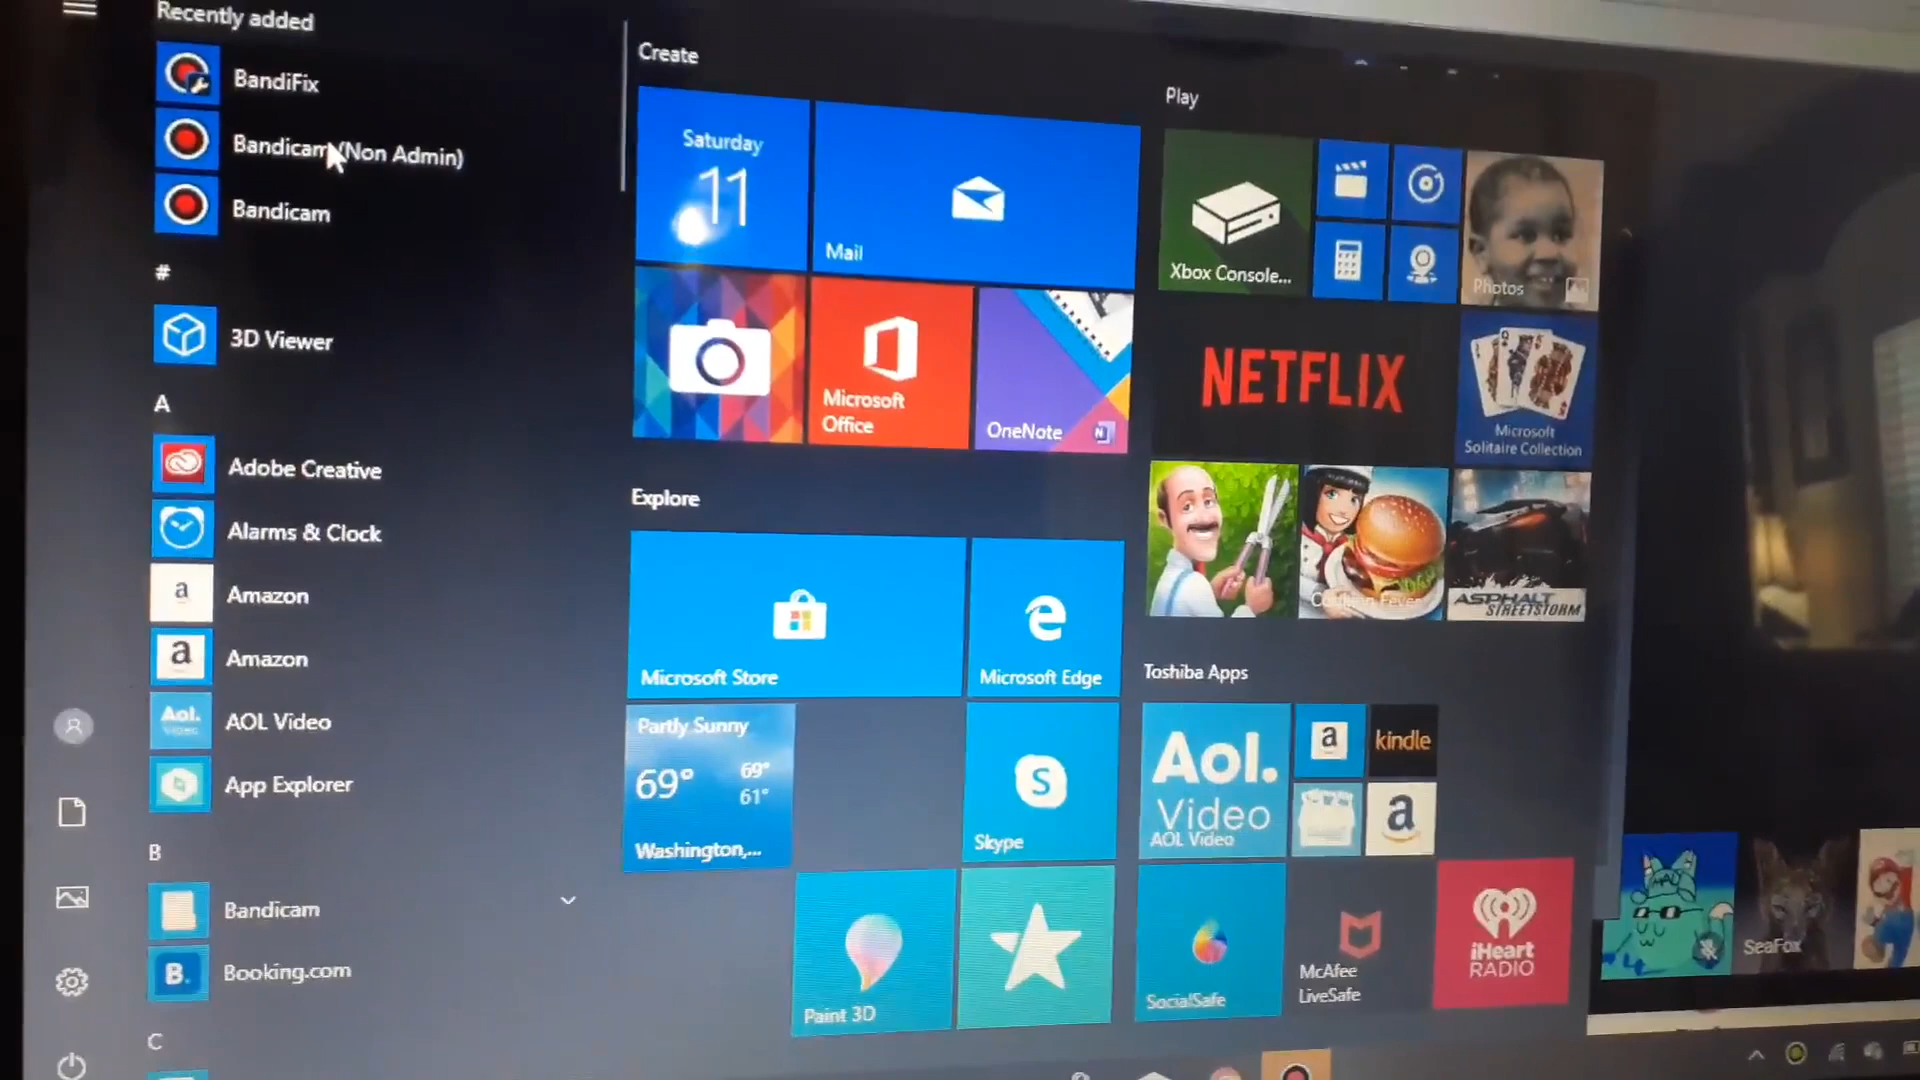 Recently added
BandiFix
Bandicam (Non Admin)
Bandicam
#
3D Viewer
A
Adobe Creative
Alarms & Clock
a
Amazon
a
Amazon
Aol.
Video
AOL Video
App Explorer
B
Bandicam
B.
Booking.com
C
Create
Saturday
11
Mail
Microsoft
Office
OneNote
N
Explore
Microsoft Store
Microsoft Edge
Partly Sunny
69°
69°
61°
Washington,...
S
Skype
Paint 3D
Play
Xbox Console...
Photos
NETFLIX
Microsoft
Solitaire Collection
ASPHALT
STREETSTORM
Toshiba Apps
Aol.
Video
AOL Video
a
kindle
a
SocialSafe
McAfee
LiveSafe
iHeart
RADIO
SeaFox